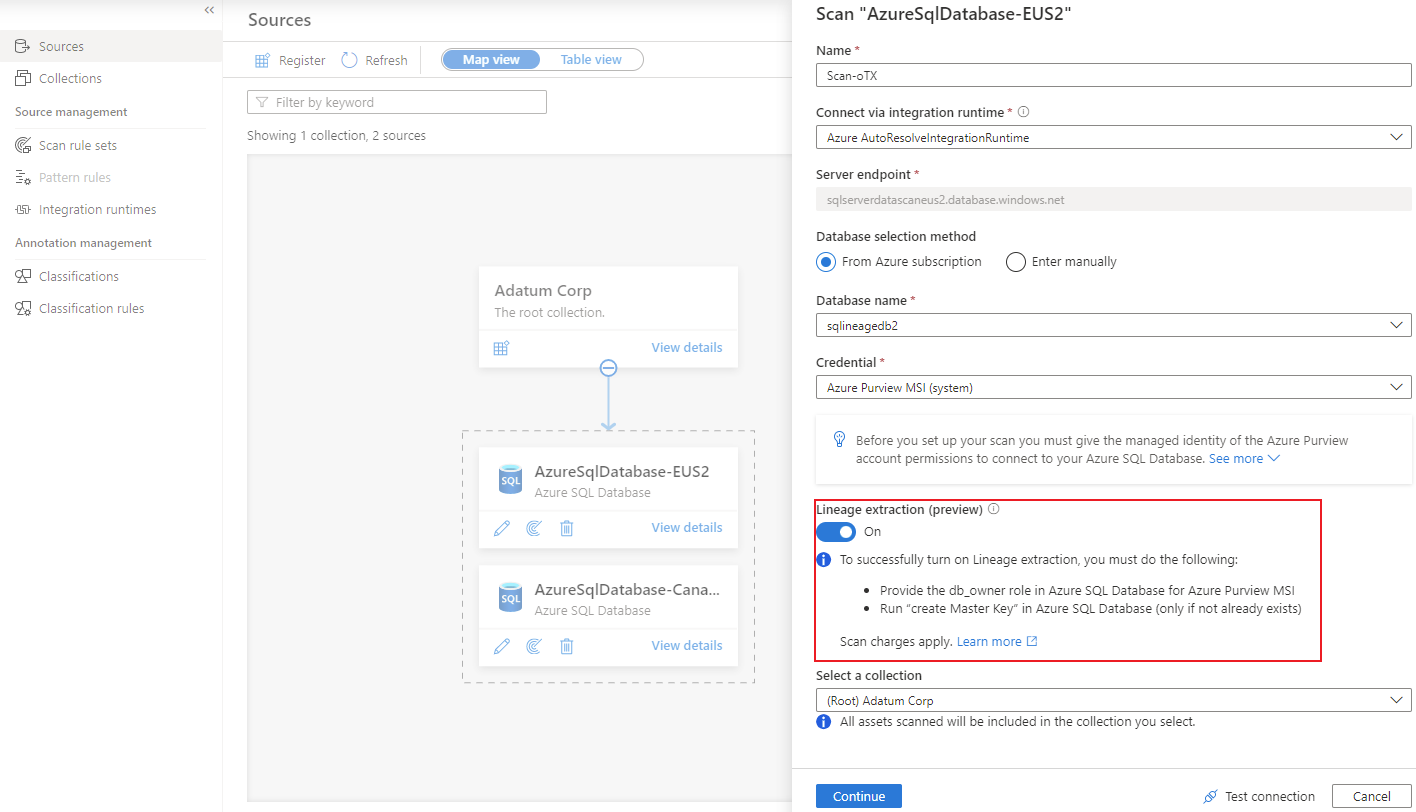 «
Sources
Collections
Source management
Scan rule sets
Pattern rules
Integration runtimes
Annotation management
Classifications
Classification rules
Sources
Register
Refresh
Map view
Table view
Filter by keyword
Showing 1 collection, 2 sources
Adatum Corp
The root collection.
View details
SQL
AzureSqlDatabase-EUS2
Azure SQL Database
View details
SQL
AzureSqlDatabase-Cana...
Azure SQL Database
View details
Scan "AzureSqlDatabase-EUS2"
Name *
Scan-oTX
Connect via integration runtime *
Azure AutoResolveIntegrationRuntime
Server endpoint *
sqlserverdatascaneus2.database.windows.net
Database selection method
From Azure subscription
Enter manually
Database name *
sqlineagedb2
Credential *
Azure Purview MSI (system)
Before you set up your scan you must give the managed identity of the Azure Purview
account permissions to connect to your Azure SQL Database. See more
Lineage extraction (preview)
On
To successfully turn on Lineage extraction, you must do the following:
• Provide the db_owner role in Azure SQL Database for Azure Purview MSI
• Run “create Master Key” in Azure SQL Database (only if not already exists)
Scan charges apply. Learn more
Select a collection
(Root) Adatum Corp
All assets scanned will be included in the collection you select.
Continue
Test connection
Cancel